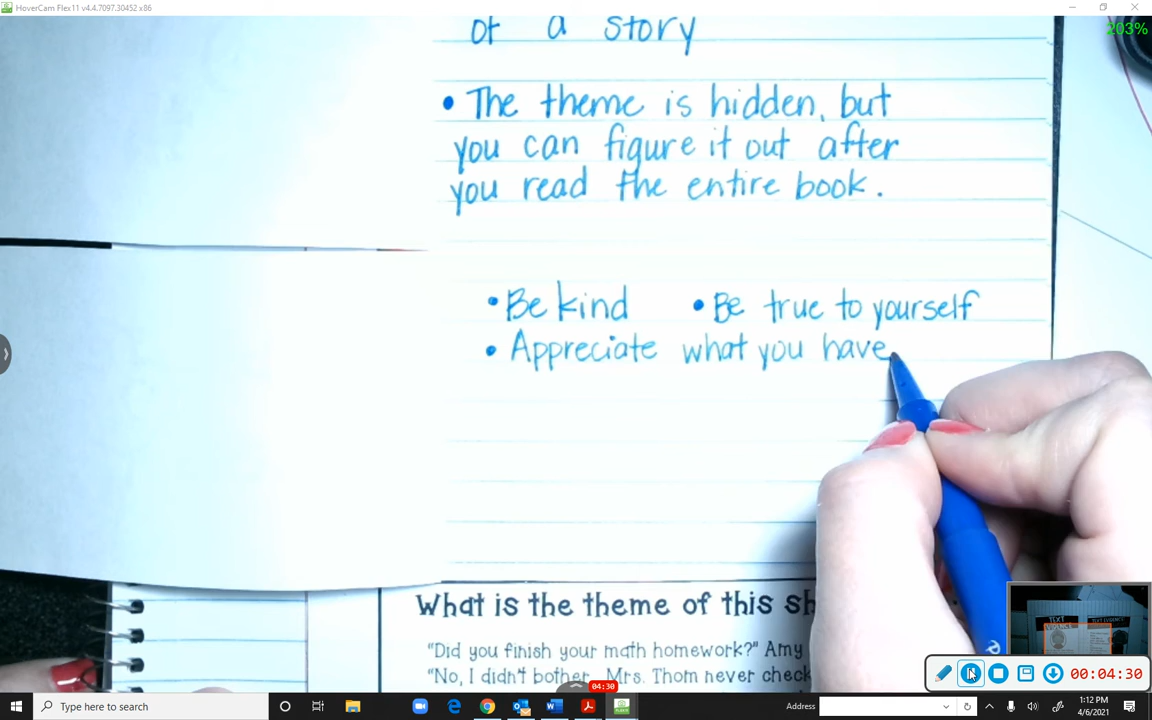 HoverCam Flex11 v4.4.7097.30452 x86
203%
of a story
• The theme is hidden, but
you can figure it out after
you read the entire book.
• Be kind • Be true to yourself
• Appreciate what you have
What is the theme of this
"Did you finish your math homework?" Amy
"No, I didn't bother. Mrs. Thom never check
04:30
00:04:30
Type here to search
Address
1:12 PM
4/6/2021